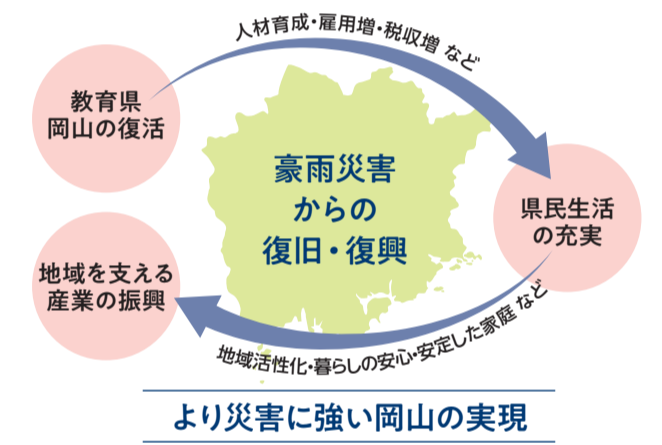 人材育成・雇用増・税収増 など
教育県
岡山の復活
豪雨災害
からの
復旧・復興
県民生活
の充実
地域を支える
産業の振興
地域活性化・暮らしの安心・安定した家庭 など
より災害に強い岡山の実現